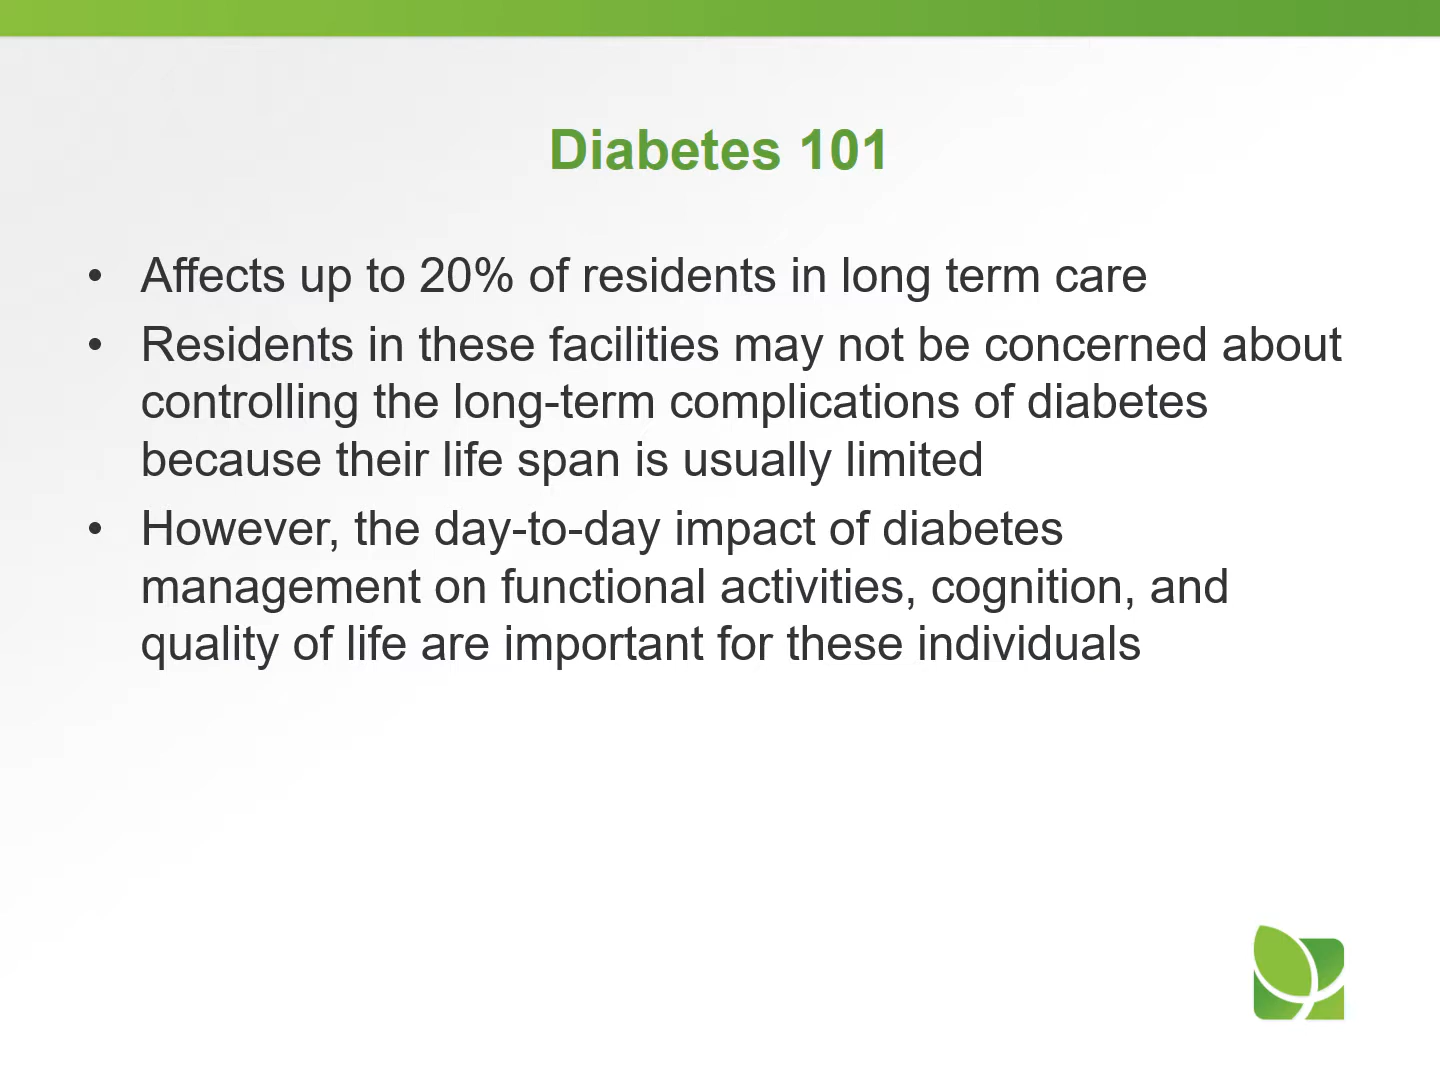 Diabetes 101
• Affects up to 20% of residents in long term care
• Residents in these facilities may not be concerned about
controlling the long-term complications of diabetes
because their life span is usually limited
• However, the day-to-day impact of diabetes
management on functional activities, cognition, and
quality of life are important for these individuals